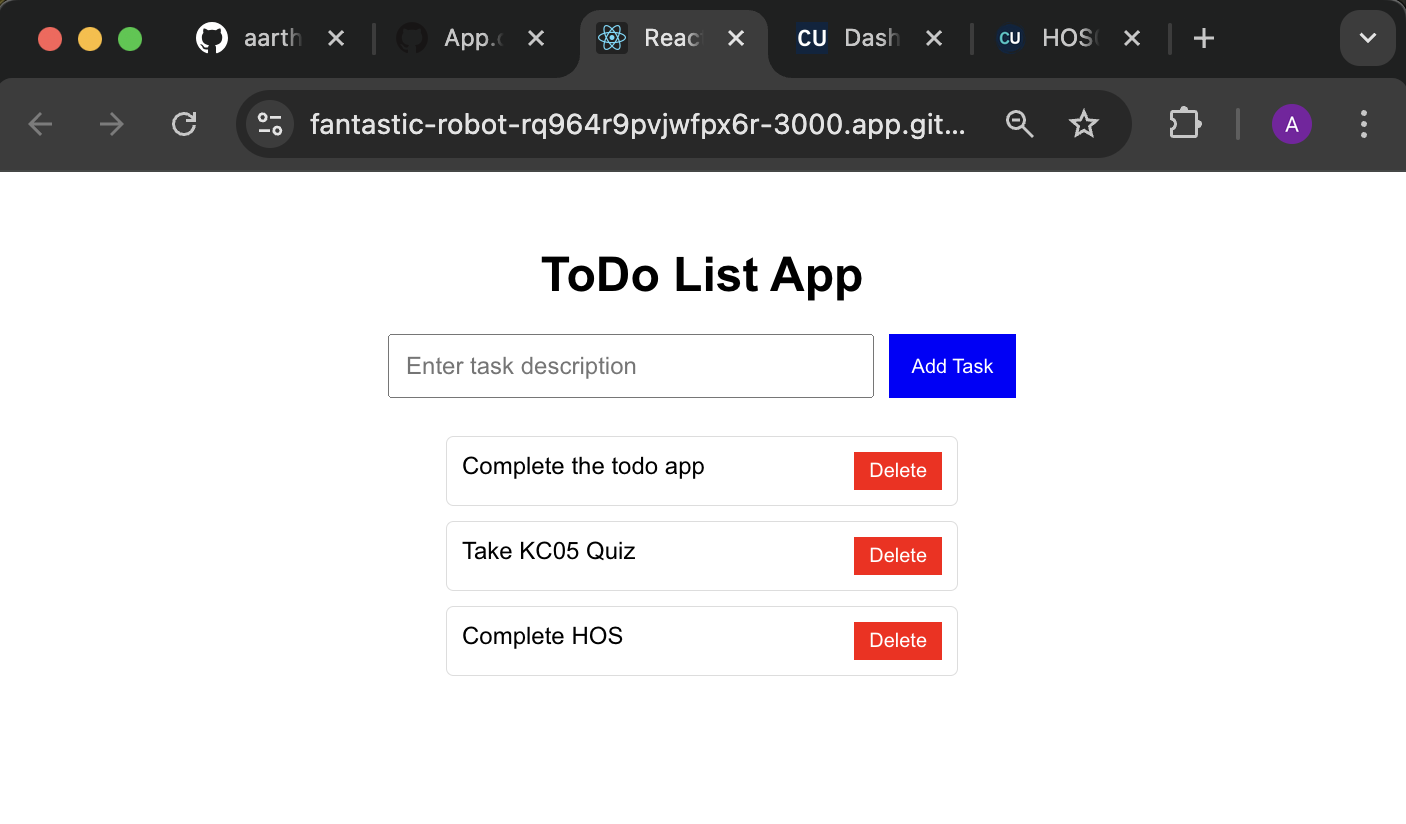 aarth
App.c
React
CU Dash
CU HOS
fantastic-robot-rq964r9pvjwfpx6r-3000.app.git...
A
ToDo List App
Enter task description
Add Task
Complete the todo app
Delete
Take KC05 Quiz
Delete
Complete HOS
Delete